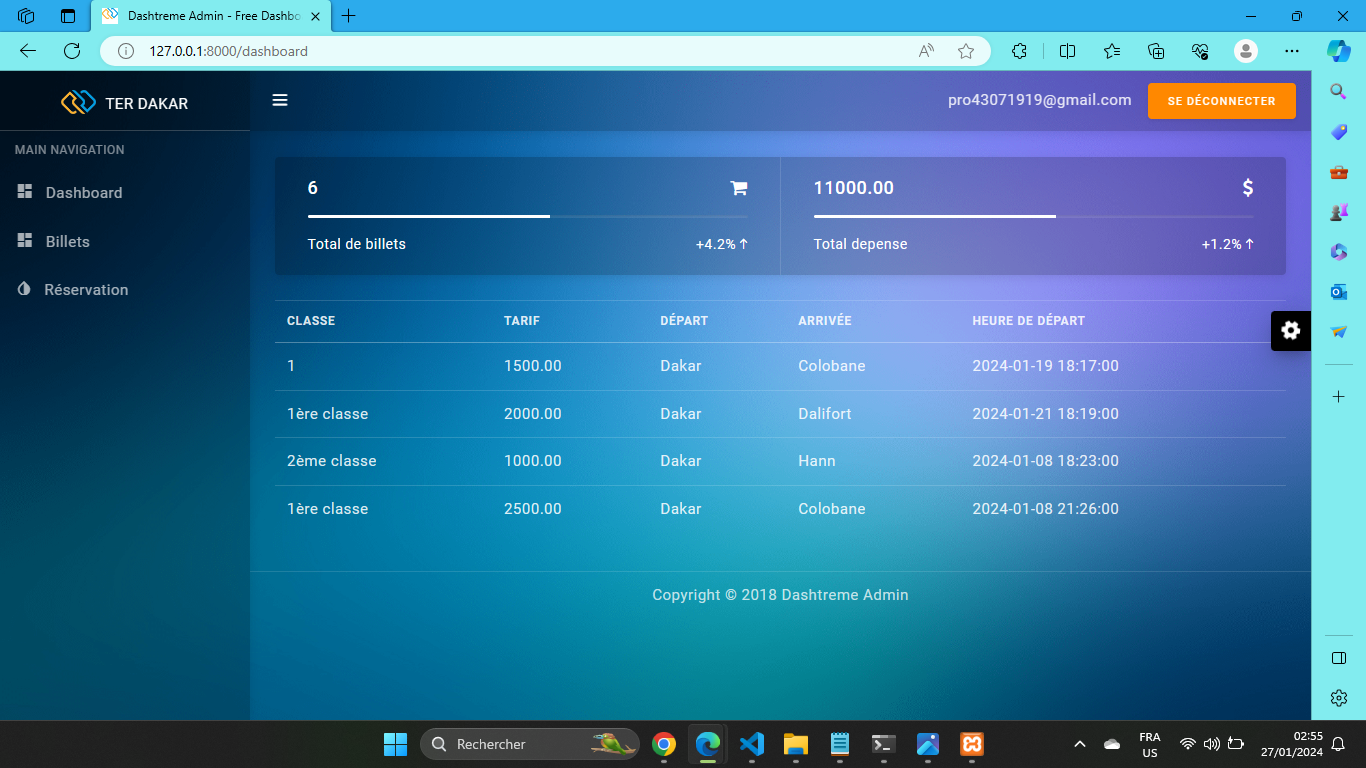 Dashtreme Admin - Free Dashbo
127.0.0.1:8000/dashboard
TER DAKAR
pro43071919@gmail.com
SE DÉCONNECTER
MAIN NAVIGATION
Dashboard
Billets
Réservation
6
11000.00
Total de billets
+4.2%
Total depense
+1.2%
CLASSE TARIF DÉPART ARRIVÉE HEURE DE DÉPART
1 1500.00 Dakar Colobane 2024-01-19 18:17:00
1ère classe 2000.00 Dakar Dalifort 2024-01-21 18:19:00
2ème classe 1000.00 Dakar Hann 2024-01-08 18:23:00
1ère classe 2500.00 Dakar Colobane 2024-01-08 21:26:00
Copyright © 2018 Dashtreme Admin
Rechercher
FRA
US
02:55
27/01/2024